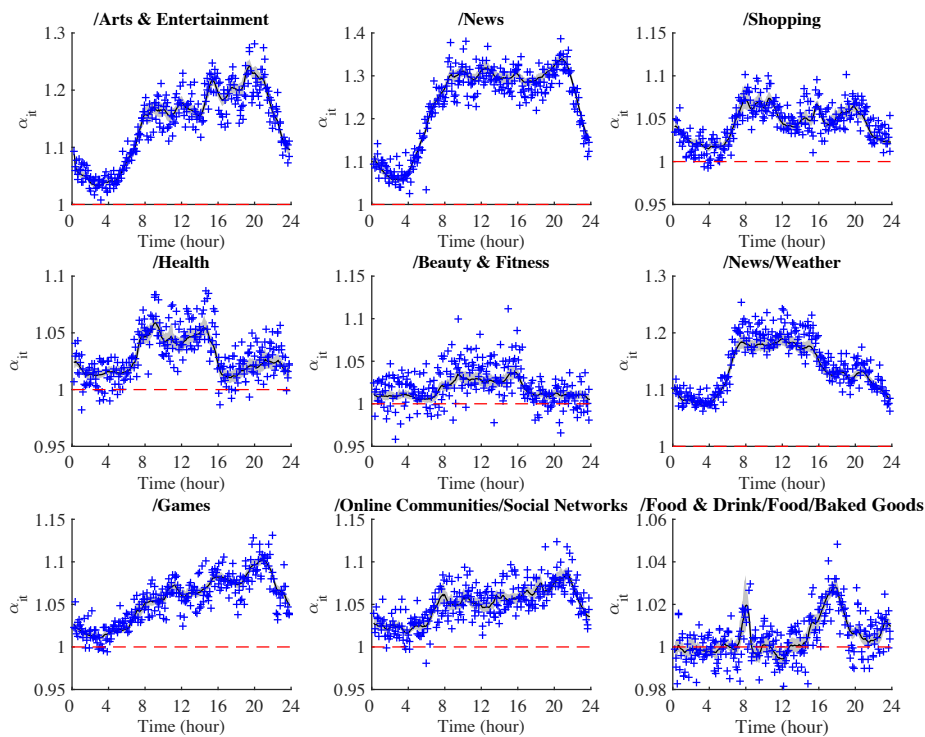 /Arts & Entertainment
1.3
1.2
1.1
1
α_it
0 4 8 12 16 20 24
Time (hour)
/News
1.4
1.3
1.2
1.1
1
α_it
0 4 8 12 16 20 24
Time (hour)
/Shopping
1.15
1.1
1.05
1
0.95
α_it
0 4 8 12 16 20 24
Time (hour)
/Health
1.1
1.05
1
0.95
α_it
0 4 8 12 16 20 24
Time (hour)
/Beauty & Fitness
1.15
1.1
1.05
1
0.95
α_it
0 4 8 12 16 20 24
Time (hour)
/News/Weather
1.3
1.2
1.1
1
α_it
0 4 8 12 16 20 24
Time (hour)
/Games
1.15
1.1
1.05
1
0.95
α_it
0 4 8 12 16 20 24
Time (hour)
/Online Communities/Social Networks
1.15
1.1
1.05
1
0.95
α_it
0 4 8 12 16 20 24
Time (hour)
/Food & Drink/Food/Baked Goods
1.06
1.04
1.02
1
0.98
α_it
0 4 8 12 16 20 24
Time (hour)